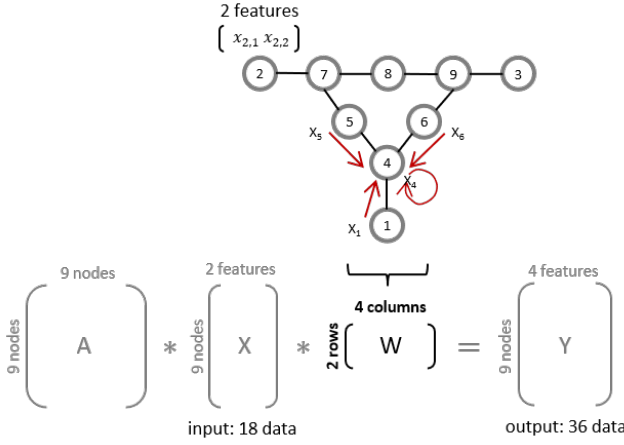 2 features
( x2,1 x2,2 )
2 7 8 9 3
5 6
X5 X6
4
X4
X1 1
9 nodes 2 features 4 columns 4 features
9 nodes ( A ) * 9 nodes ( X ) * 2 rows ( W ) = 9 nodes ( Y )
input: 18 data output: 36 data